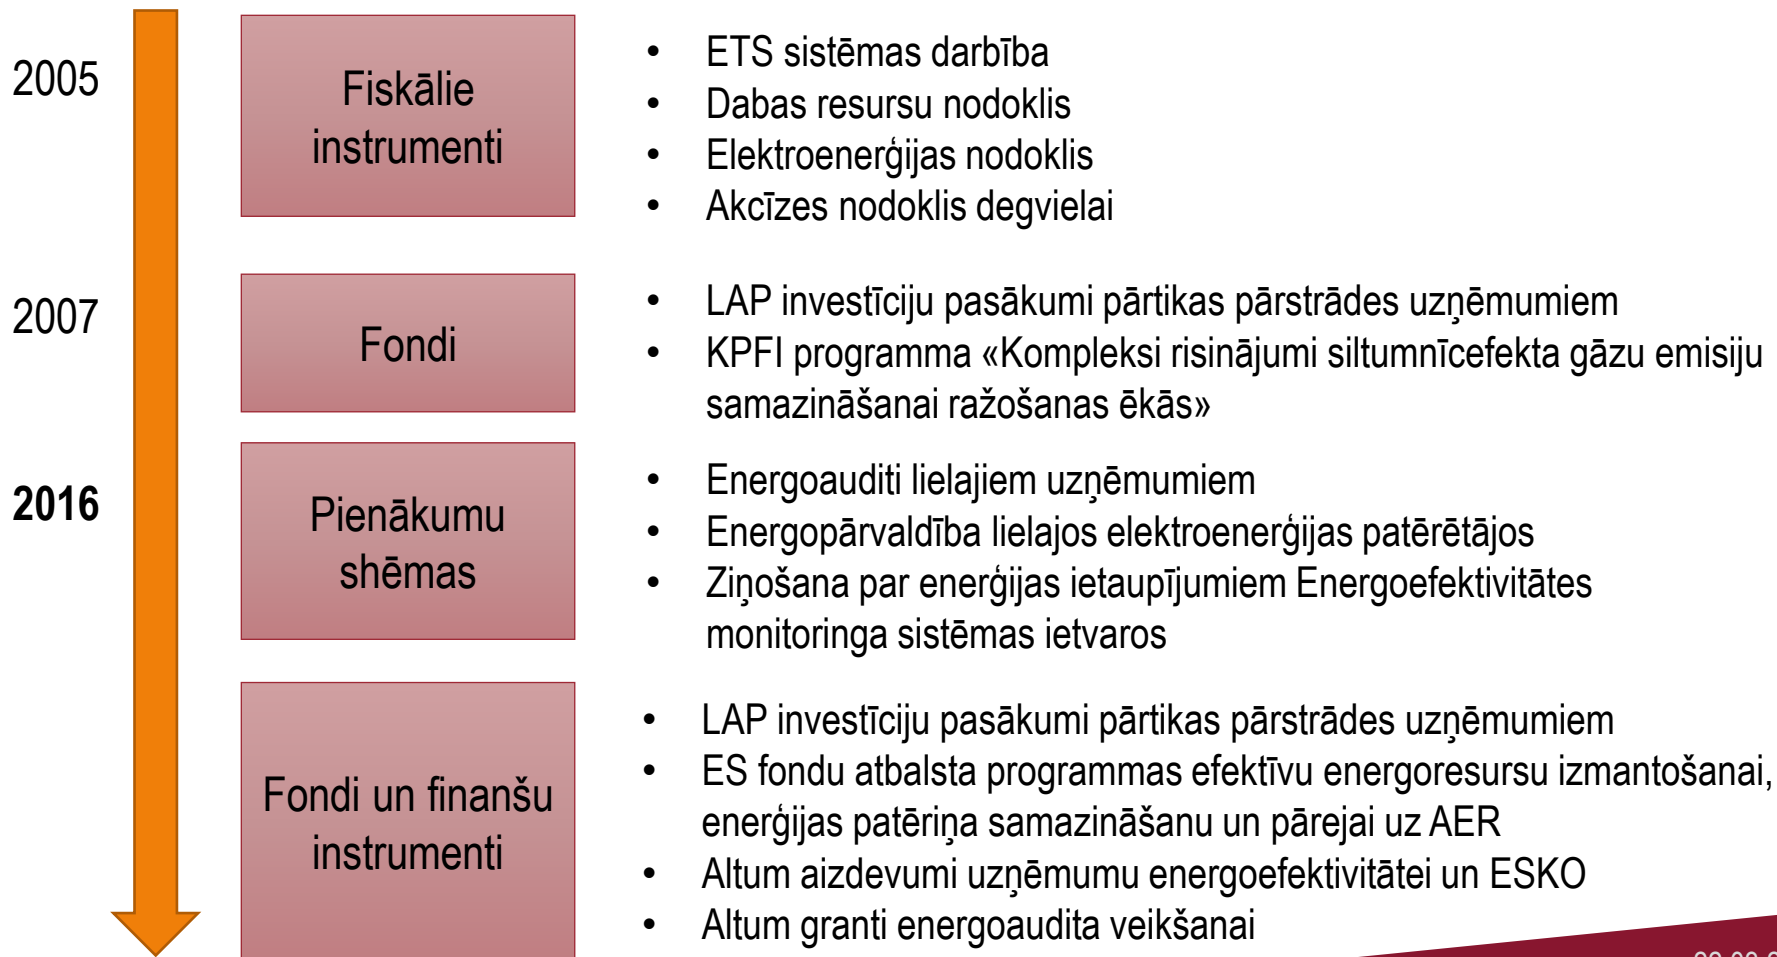 2005
Fiskālie
instrumenti
• ETS sistēmas darbība
• Dabas resursu nodoklis
• Elektroenerģijas nodoklis
• Akcīzes nodoklis degvielai
2007
Fondi
• LAP investīciju pasākumi pārtikas pārstrādes uzņēmumiem
• KPFI programma «Kompleksi risinājumi siltumnīcefekta gāzu emisiju
samazināšanai ražošanas ēkās»
2016
Pienākumu
shēmas
• Energoauditi lielajiem uzņēmumiem
• Energopārvaldība lielajos elektroenerģijas patērētājos
• Ziņošana par enerģijas ietaupījumiem Energoefektivitātes
monitoringa sistēmas ietvaros
Fondi un finanšu
instrumenti
• LAP investīciju pasākumi pārtikas pārstrādes uzņēmumiem
• ES fondu atbalsta programmas efektīvu energoresursu izmantošanai,
enerģijas patēriņa samazināšanu un pārejai uz AER
• Altum aizdevumi uzņēmumu energoefektivitātei un ESKO
• Altum granti energoaudita veikšanai